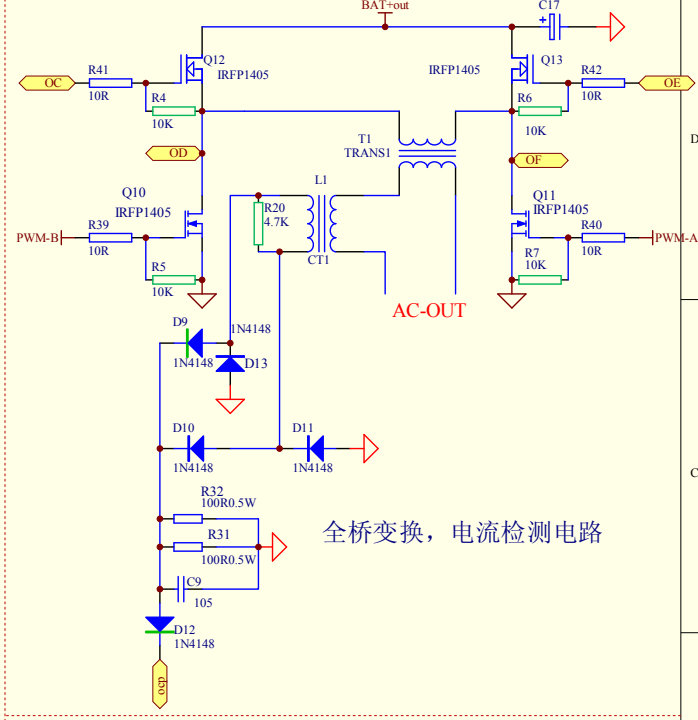 BAT+out
C17
Q12
IRFP1405
Q13
IRFP1405
OC
R41
10R
R4
10K
R42
10R
OE
R6
10K
D
T1
TRANS1
OD
OF
L1
Q10
IRFP1405
R20
4.7K
Q11
IRFP1405
PWM-B
R39
10R
R40
10R
PWM-A
R5
10K
CT1
R7
10K
AC-OUT
D9
1N4148
1N4148
D13
D10
1N4148
D11
1N4148
C
R32
100R0.5W
R31
100R0.5W
全桥变换，电流检测电路
C9
105
D12
1N4148
ocp